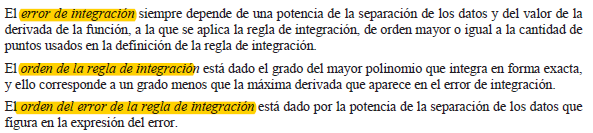 El error de integración siempre depende de una potencia de la separación de los datos y del valor de la
derivada de la función, a la que se aplica la regla de integración, de orden mayor o igual a la cantidad de
puntos usados en la definición de la regla de integración.
El orden de la regla de integración está dado el grado del mayor polinomio que integra en forma exacta,
y ello corresponde a un grado menos que la máxima derivada que aparece en el error de integración.
El orden del error de la regla de integración está dado por la potencia de la separación de los datos que
figura en la expresión del error.